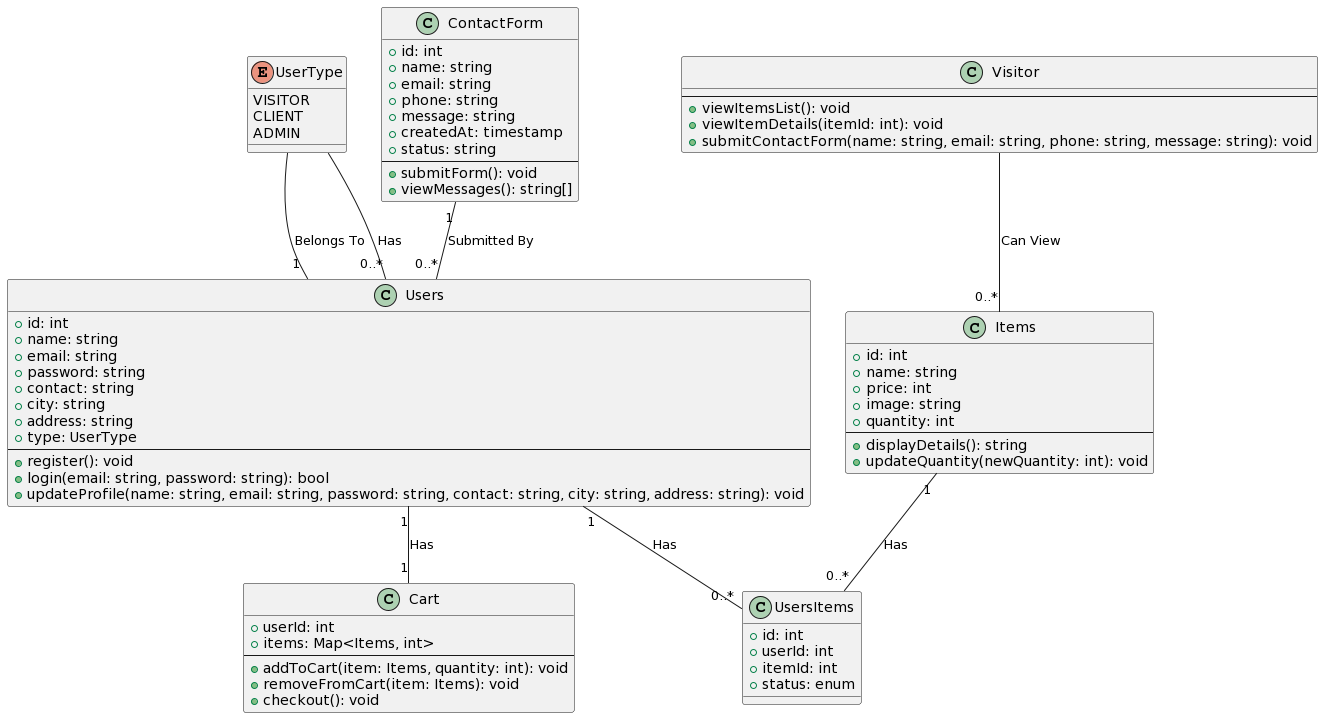 C ContactForm
id: int
name: string
email: string
phone: string
message: string
createdAt: timestamp
status: string
submitForm(): void
viewMessages(): string[]
E UserType
VISITOR
CLIENT
ADMIN
C Visitor
viewItemsList(): void
viewItemDetails(itemId: int): void
submitContactForm(name: string, email: string, phone: string, message: string): void
Belongs To
1
Has
0..*
1
Submitted By
0..*
Can View
0..*
C Users
id: int
name: string
email: string
password: string
contact: string
city: string
address: string
type: UserType
register(): void
login(email: string, password: string): bool
updateProfile(name: string, email: string, password: string, contact: string, city: string, address: string): void
C Items
id: int
name: string
price: int
image: string
quantity: int
displayDetails(): string
updateQuantity(newQuantity: int): void
1
Has
1
1
Has
0..*
1
Has
0..*
C Cart
userId: int
items: Map<Items, int>
addToCart(item: Items, quantity: int): void
removeFromCart(item: Items): void
checkout(): void
C UsersItems
id: int
userId: int
itemId: int
status: enum